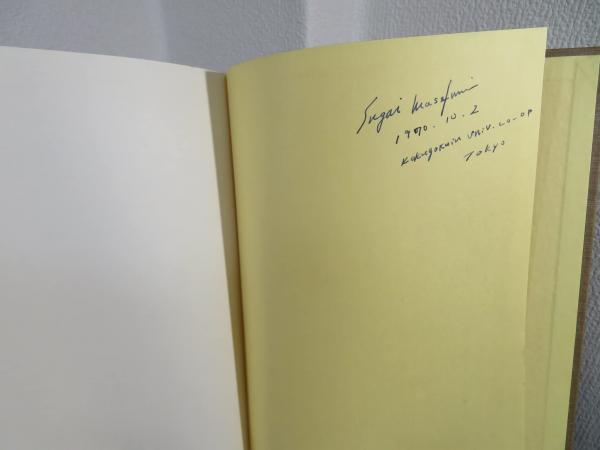 Sugai Masafumi
1970. 10. 2
Kokugakuin Univ. co-op
Tokyo